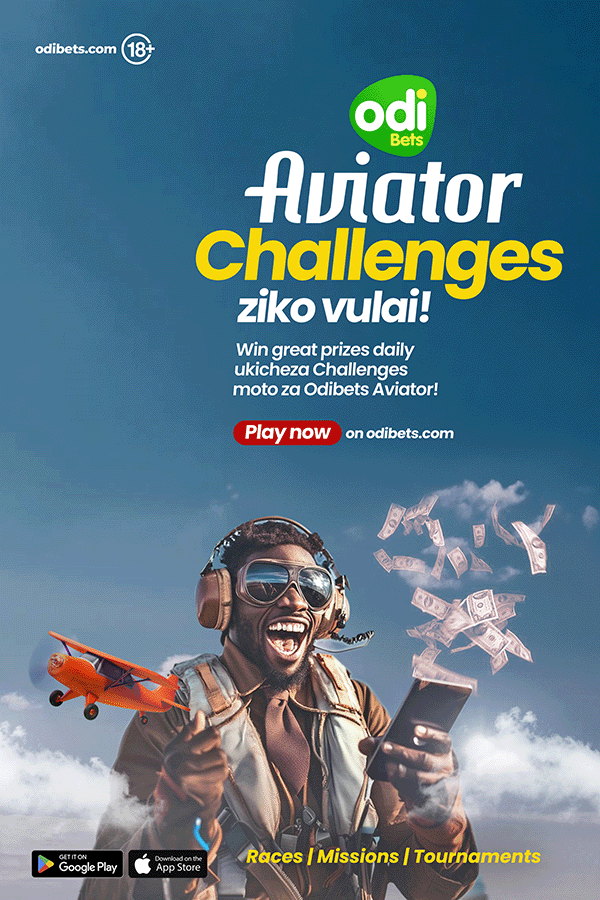 odibets.com 18+
odi
Bets
Aviator
Challenges
ziko vulai!
Win great prizes daily
ukicheza Challenges
moto za Odibets Aviator!
Play now on odibets.com
Races | Missions | Tournaments
GET IT ON
Google Play
Download on the
App Store